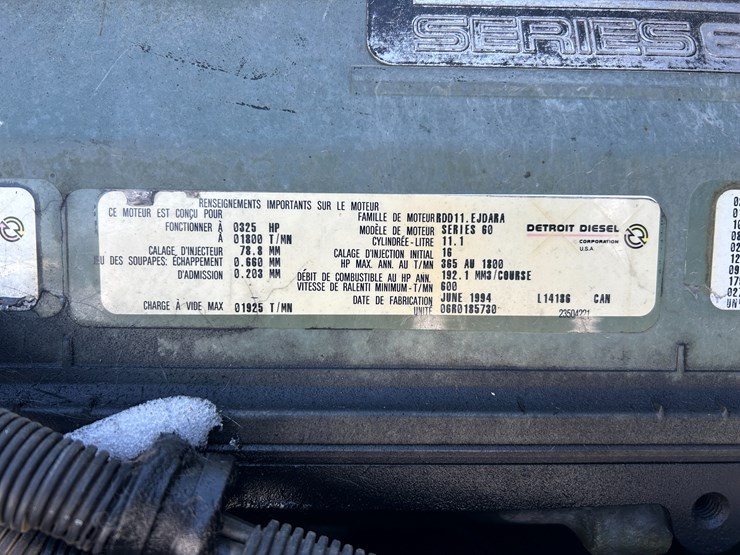 SERIES 6
RENSEIGNEMENTS IMPORTANTS SUR LE MOTEUR
CE MOTEUR EST CONÇU POUR
FONCTIONNER À 0325 HP
À 01800 T/MN
CALAGE D'INJECTEUR 78.8 MM
JEU DES SOUPAPES: ÉCHAPPEMENT 0.660 MM
D'ADMISSION 0.203 MM
CHARGE À VIDE MAX 01925 T/MN
FAMILLE DE MOTEUR RDD11.EJDARA
MODÈLE DE MOTEUR SERIES 60
CYLINDRÉE-LITRE 11.1
CALAGE D'INJECTION INITIAL 16
HP MAX. ANN. AU T/MN 365 AU 1800
DÉBIT DE COMBUSTIBLE AU HP ANN. 192.1 MM3/COURSE
VITESSE DE RALENTI MINIMUM-T/MN 600
DATE DE FABRICATION JUNE 1994 L14186 CAN
UNITÉ 06R0185730
23504221
DETROIT DIESEL
CORPORATION
U.S.A.